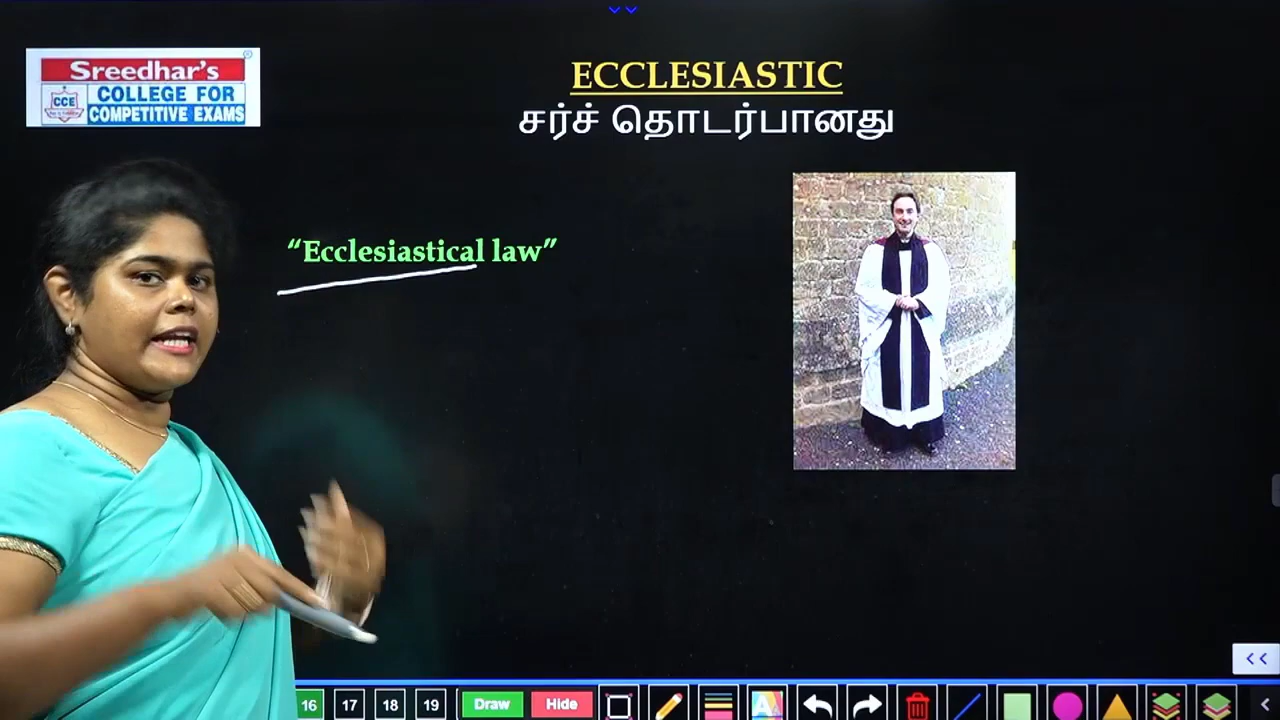 Sreedhar's
CCE
COLLEGE FOR
COMPETITIVE EXAMS
ECCLESIASTIC
சர்ச் தொடர்பானது
“Ecclesiastical law”
16 17 18 19 Draw Hide